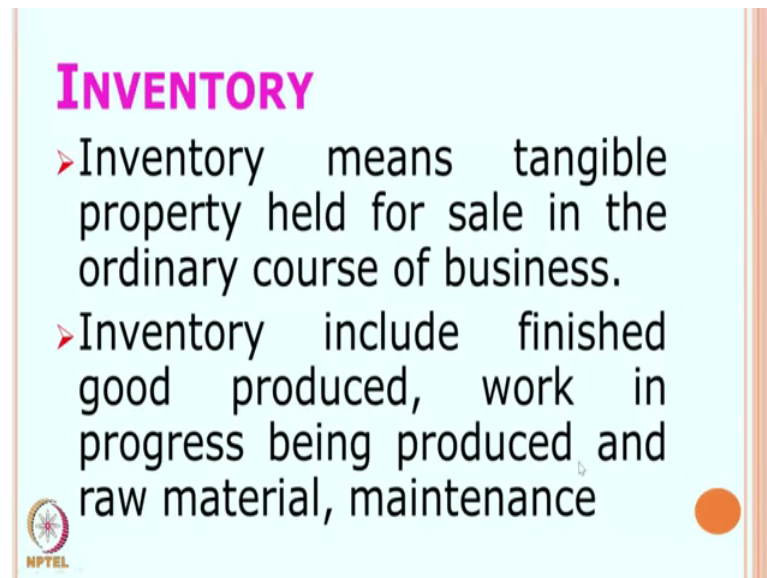 INVENTORY
Inventory means tangible
property held for sale in the
ordinary course of business.
Inventory include finished
good produced, work in
progress being produced and
raw material, maintenance
NPTEL